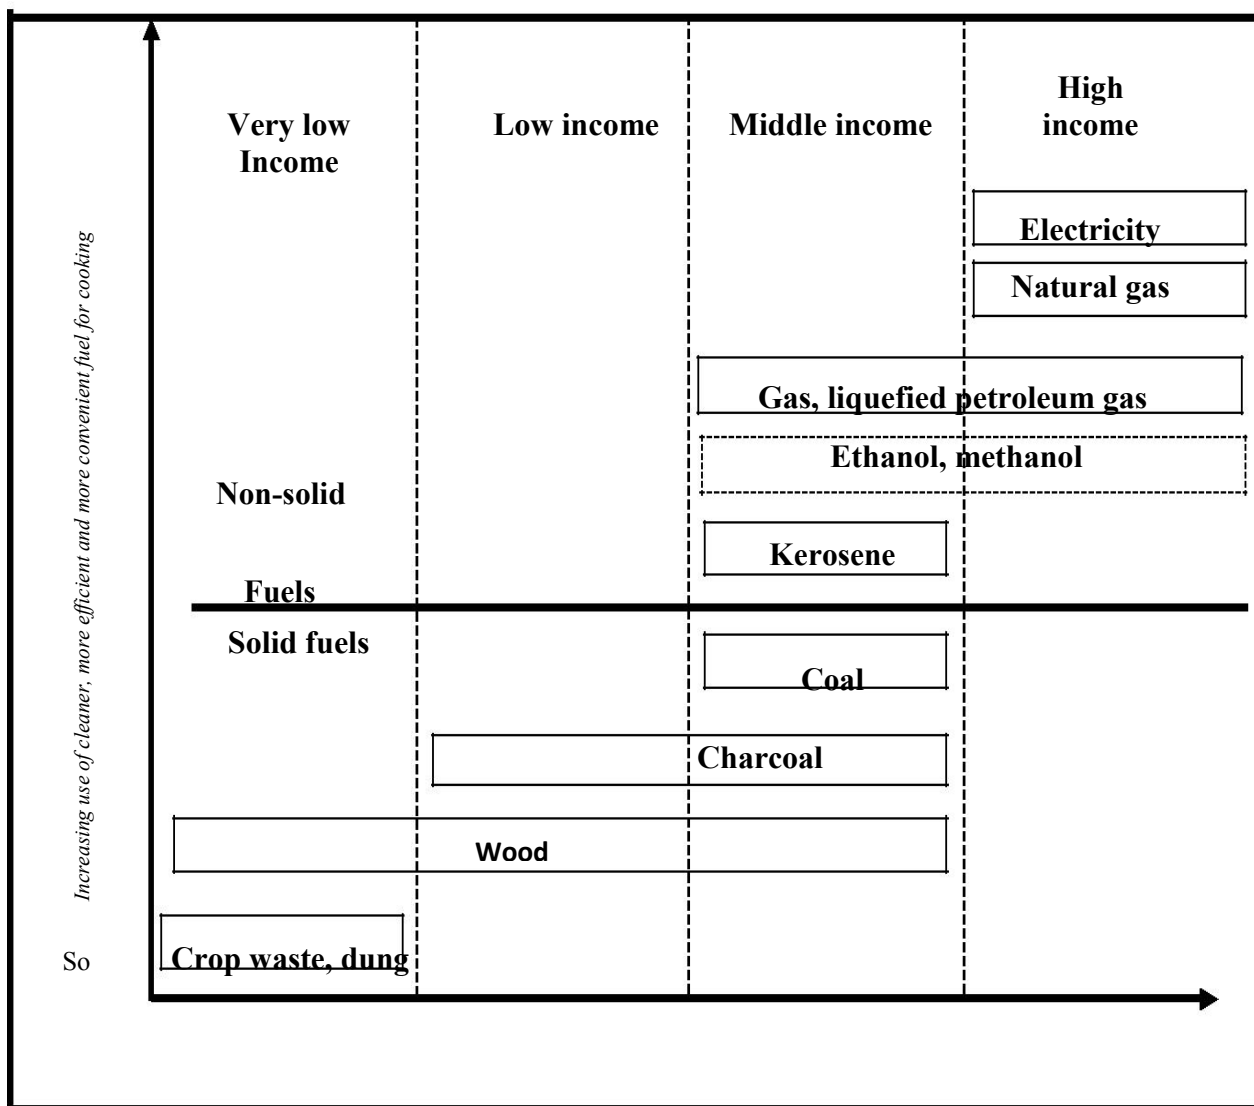 Very low
Income
Low income
Middle income
High
income
Electricity
Natural gas
Gas, liquefied petroleum gas
Ethanol, methanol
Non-solid
Kerosene
Fuels
Solid fuels
Coal
Charcoal
Wood
Crop waste, dung
So
Increasing use of cleaner, more efficient and more convenient fuel for cooking